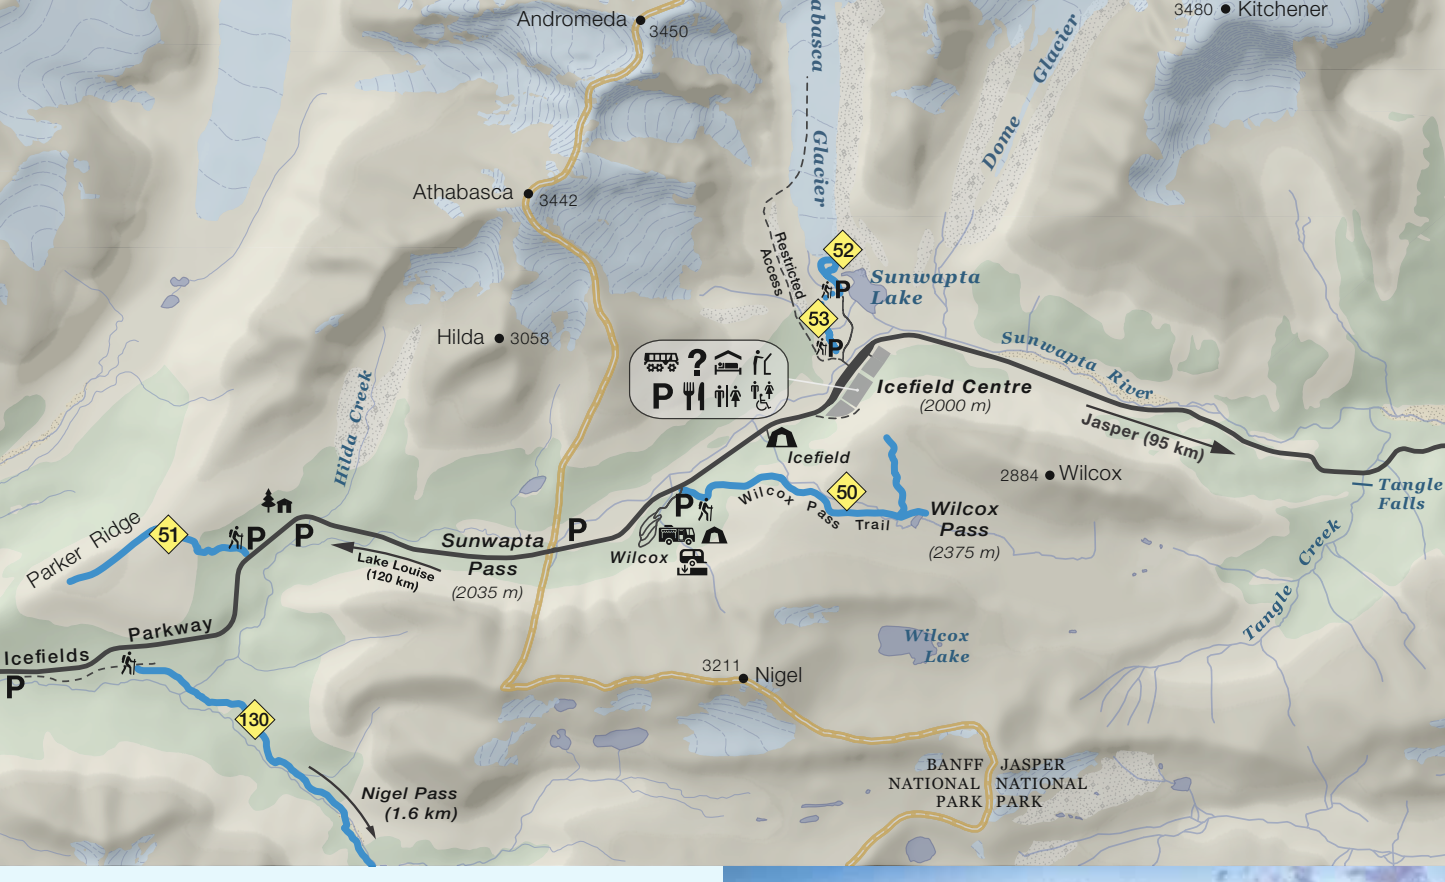 Andromeda
3450
abasca
Glacier
Dome Glacier
3480 Kitchener
Athabasca
3442
52
P
Sunwapta
Lake
Restricted
Access
53
P
Hilda 3058
Hilda Creek
?
P
Sunwapta River
Icefield Centre
(2000 m)
Jasper (95 km)
Icefield
2884 Wilcox
Tangle
Falls
50
Wilcox Pass Trail
Wilcox
Pass
(2375 m)
P
Wilcox
P
Sunwapta
Pass
(2035 m)
Lake Louise
(120 km)
P
P
51
Parker Ridge
Tangle Creek
Icefields Parkway
P
130
Nigel Pass
(1.6 km)
3211 Nigel
Wilcox
Lake
BANFF
NATIONAL
PARK
JASPER
NATIONAL
PARK